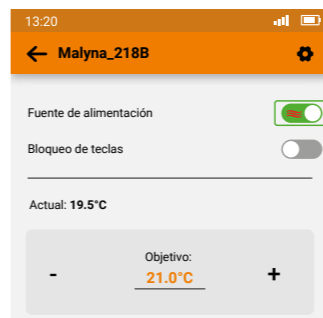 13:20
Malyna_218B
Fuente de alimentación
Bloqueo de teclas
Actual: 19.5°C
Objetivo:
- 21.0°C +